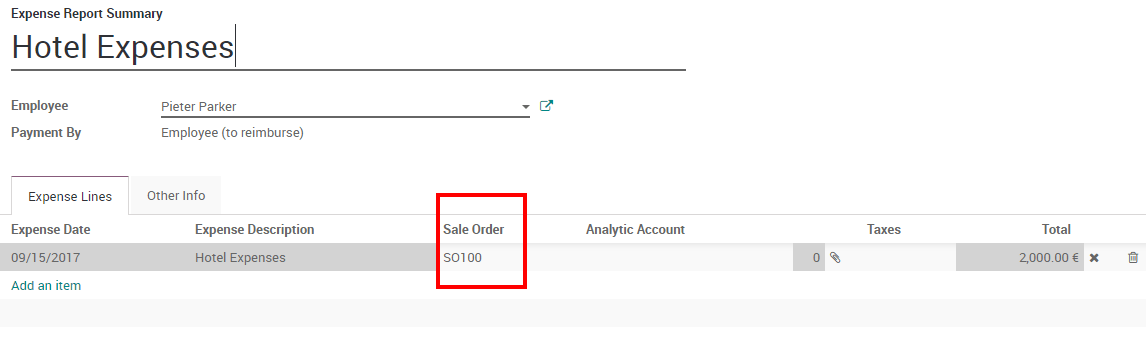 Expense Report Summary
Hotel Expenses
Employee Pieter Parker
Payment By Employee (to reimburse)
Expense Lines Other Info
Expense Date Expense Description Sale Order Analytic Account Taxes Total
09/15/2017 Hotel Expenses SO100 0 2,000.00 €
Add an item